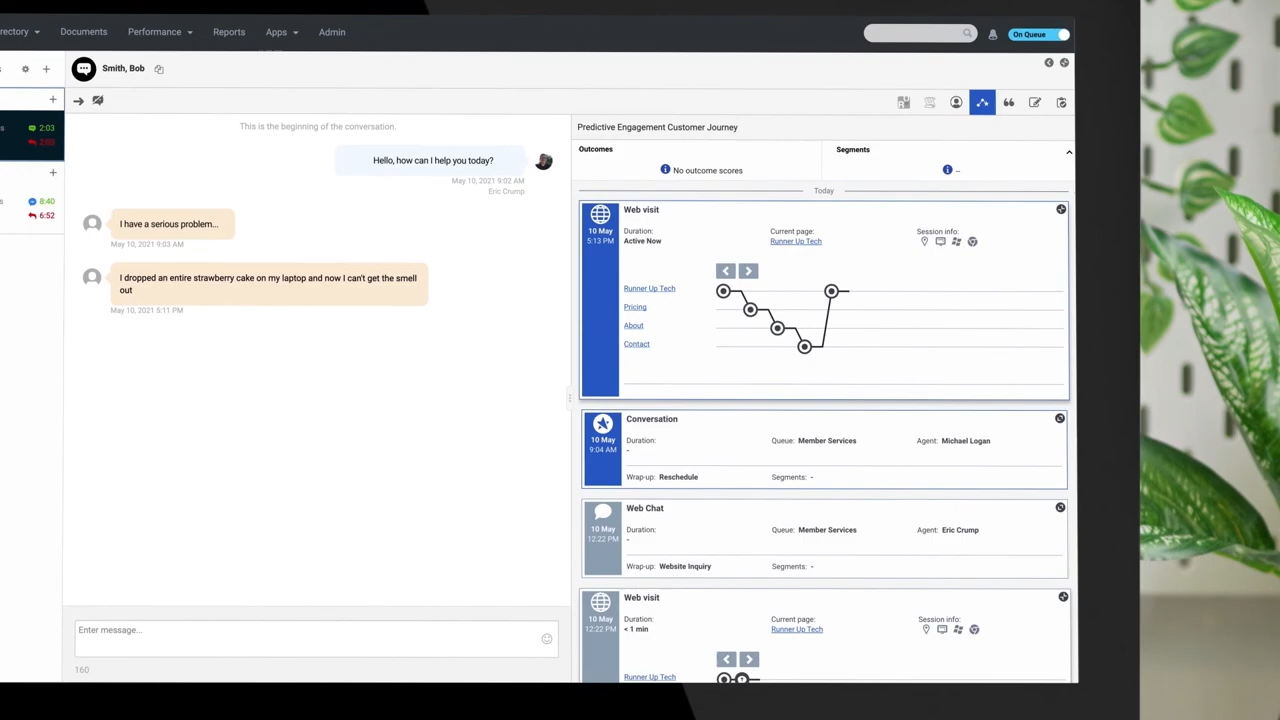 rectory
Documents
Performance
Reports
Apps
Admin
On Queue
Smith, Bob
s
2:03
2:03
s
8:40
6:52
This is the beginning of the conversation.
Hello, how can I help you today?
May 10, 2021 9:02 AM
Eric Crump
I have a serious problem...
May 10, 2021 9:03 AM
I dropped an entire strawberry cake on my laptop and now I can't get the smell
out
May 10, 2021 5:11 PM
Enter message...
160
Predictive Engagement Customer Journey
Outcomes
No outcome scores
Segments
--
Today
10 May
5:13 PM
Web visit
Duration:
Active Now
Current page:
Runner Up Tech
Session info:
Runner Up Tech
Pricing
About
Contact
10 May
9:04 AM
Conversation
Duration:
-
Queue: Member Services
Agent: Michael Logan
Wrap-up: Reschedule
Segments: -
10 May
12:22 PM
Web Chat
Duration:
-
Queue: Member Services
Agent: Eric Crump
Wrap-up: Website Inquiry
Segments: -
10 May
12:22 PM
Web visit
Duration:
< 1 min
Current page:
Runner Up Tech
Session info:
Runner Up Tech